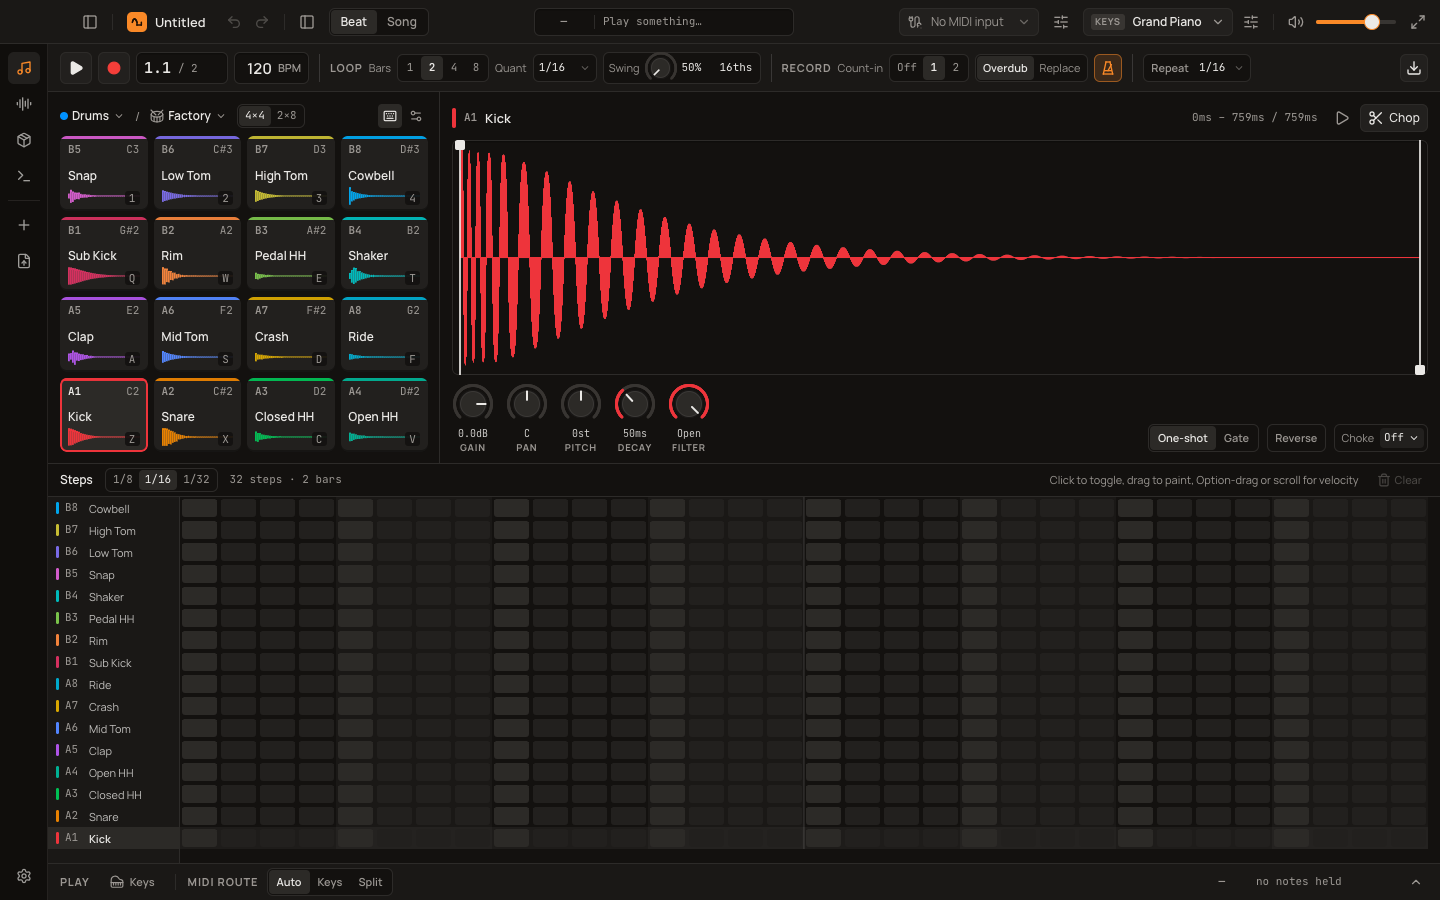 Untitled
Beat Song
– Play something…
No MIDI input
KEYS Grand Piano
1.1 / 2
120 BPM
LOOP Bars 1 2 4 8 Quant 1/16
Swing 50% 16ths
RECORD Count-in Off 1 2 Overdub Replace
Repeat 1/16
Drums / Factory 4×4 2×8
B5 C3
Snap
1
B6 C#3
Low Tom
2
B7 D3
High Tom
3
B8 D#3
Cowbell
4
B1 G#2
Sub Kick
Q
B2 A2
Rim
W
B3 A#2
Pedal HH
E
B4 B2
Shaker
T
A5 E2
Clap
A
A6 F2
Mid Tom
S
A7 F#2
Crash
D
A8 G2
Ride
F
A1 C2
Kick
Z
A2 C#2
Snare
X
A3 D2
Closed HH
C
A4 D#2
Open HH
V
A1 Kick
0ms – 759ms / 759ms
Chop
0.0dB C 0st 50ms Open
GAIN PAN PITCH DECAY FILTER
One-shot Gate Reverse Choke Off
Steps 1/8 1/16 1/32 32 steps · 2 bars
Click to toggle, drag to paint, Option-drag or scroll for velocity Clear
B8 Cowbell
B7 High Tom
B6 Low Tom
B5 Snap
B4 Shaker
B3 Pedal HH
B2 Rim
B1 Sub Kick
A8 Ride
A7 Crash
A6 Mid Tom
A5 Clap
A4 Open HH
A3 Closed HH
A2 Snare
A1 Kick
PLAY Keys MIDI ROUTE Auto Keys Split
– no notes held